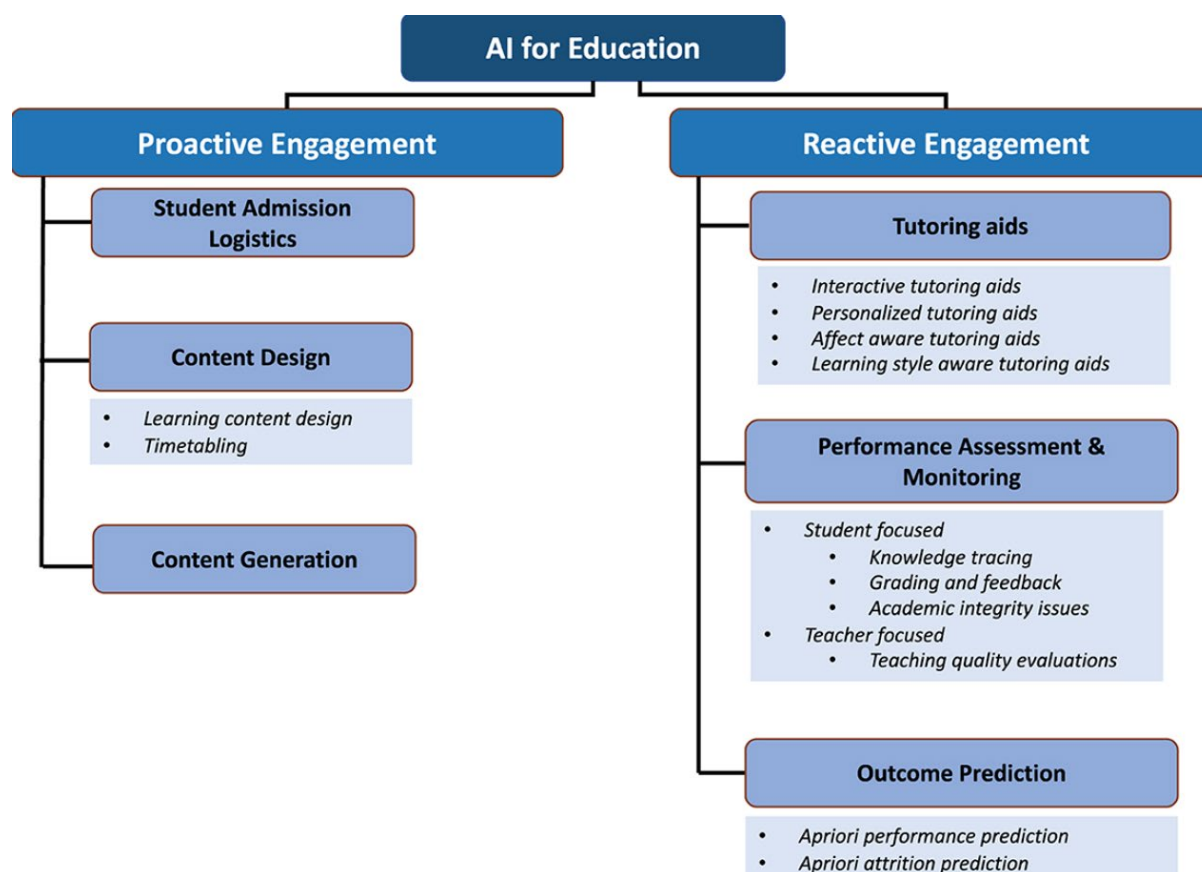 AI for Education
Proactive Engagement
Student Admission
Logistics
Content Design
• Learning content design
• Timetabling
Content Generation
Reactive Engagement
Tutoring aids
• Interactive tutoring aids
• Personalized tutoring aids
• Affect aware tutoring aids
• Learning style aware tutoring aids
Performance Assessment &
Monitoring
• Student focused
• Knowledge tracing
• Grading and feedback
• Academic integrity issues
• Teacher focused
• Teaching quality evaluations
Outcome Prediction
• Apriori performance prediction
• Apriori attrition prediction